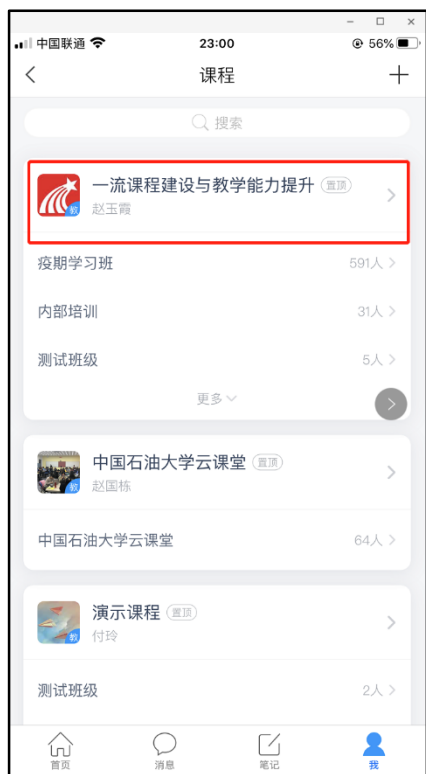 中国联通 23:00 56%
课程
搜索
一流课程建设与教学能力提升 置顶
教 赵玉霞
疫期学习班 591人
内部培训 31人
测试班级 5人
更多
中国石油大学云课堂 置顶
教 赵国栋
中国石油大学云课堂 64人
演示课程 置顶
教 付玲
测试班级 2人
首页 消息 笔记 我